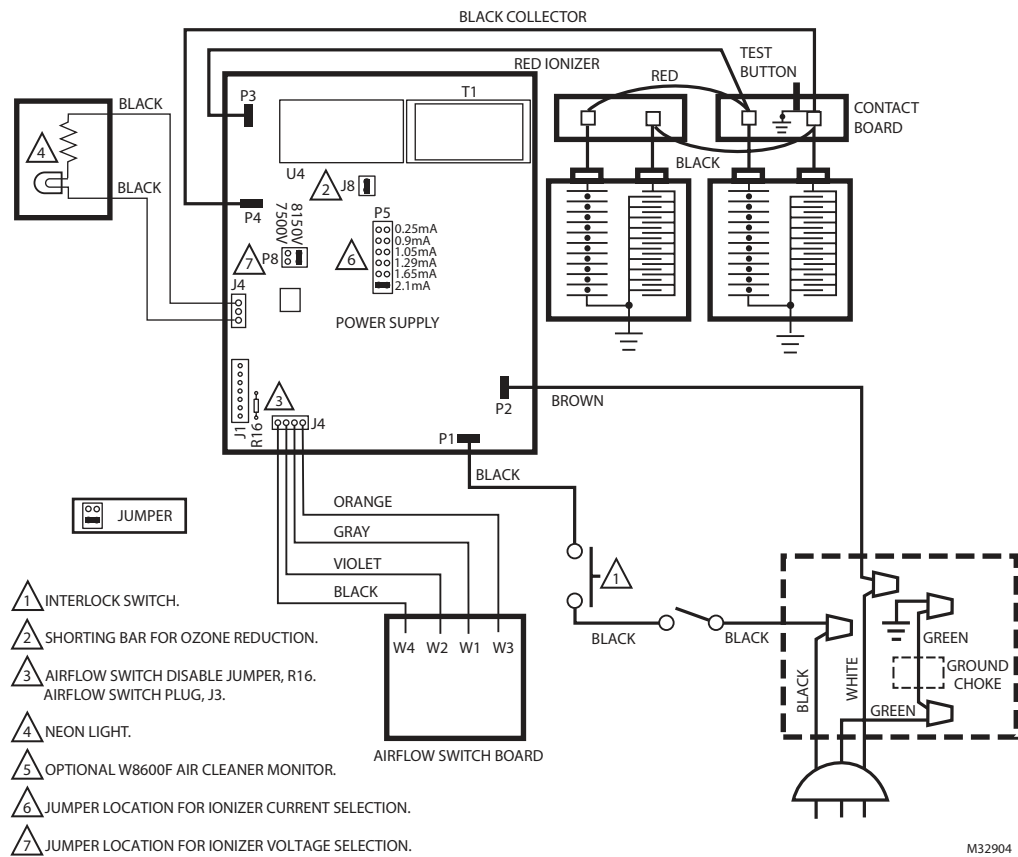 BLACK COLLECTOR
RED IONIZER
TEST
BUTTON
RED
CONTACT
BOARD
BLACK
BLACK
4
BLACK
P3
T1
U4
2
J8
P4
8150V
7500V
P5
0.25mA
0.9mA
1.05mA
1.29mA
1.65mA
2.1mA
7
P8
6
J4
POWER SUPPLY
P2
BROWN
3
J1
R16
J4
P1
BLACK
ORANGE
GRAY
VIOLET
BLACK
JUMPER
1
BLACK
BLACK
W4 W2 W1 W3
AIRFLOW SWITCH BOARD
BLACK
WHITE
GREEN
GROUND
CHOKE
GREEN
1 INTERLOCK SWITCH.
2 SHORTING BAR FOR OZONE REDUCTION.
3 AIRFLOW SWITCH DISABLE JUMPER, R16.
AIRFLOW SWITCH PLUG, J3.
4 NEON LIGHT.
5 OPTIONAL W8600F AIR CLEANER MONITOR.
6 JUMPER LOCATION FOR IONIZER CURRENT SELECTION.
7 JUMPER LOCATION FOR IONIZER VOLTAGE SELECTION.
M32904